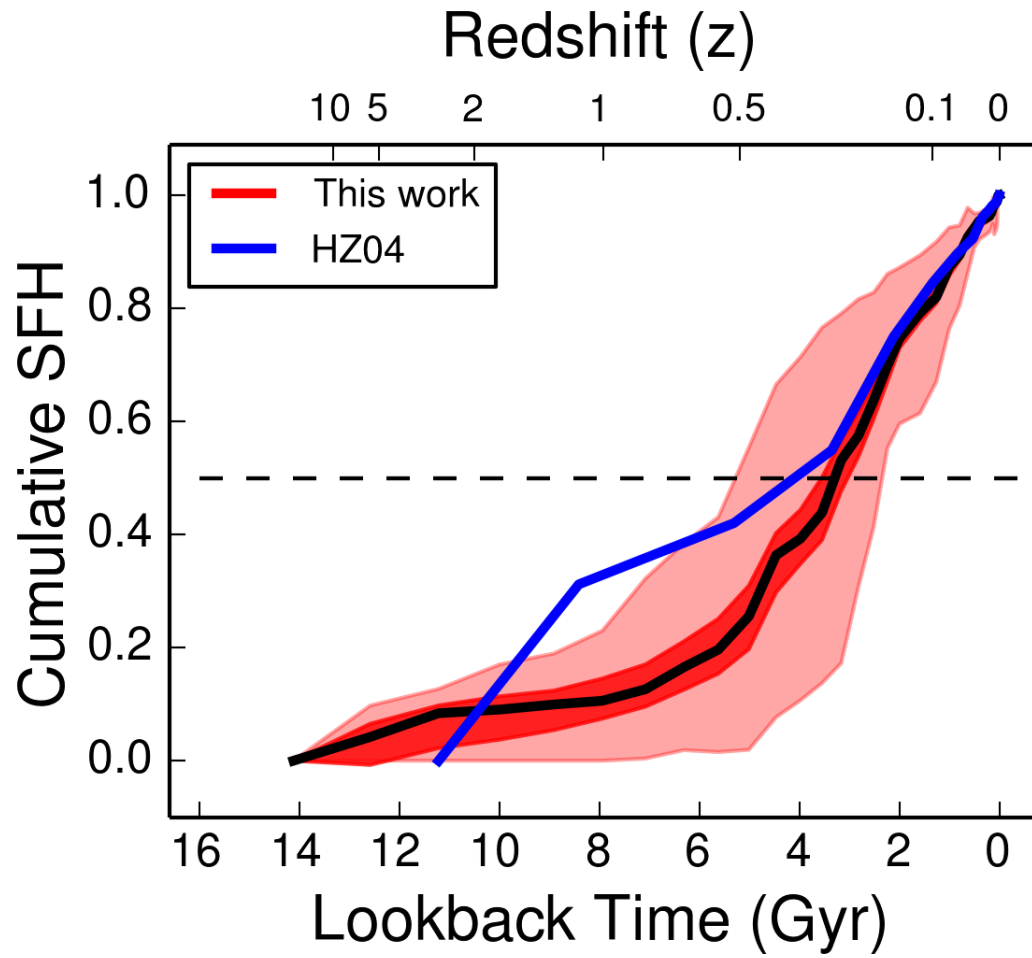 Redshift (z)
10 5 2 1 0.5 0.1 0
This work
HZ04
1.0
0.8
0.6
0.4
0.2
0.0
Cumulative SFH
16 14 12 10 8 6 4 2 0
Lookback Time (Gyr)